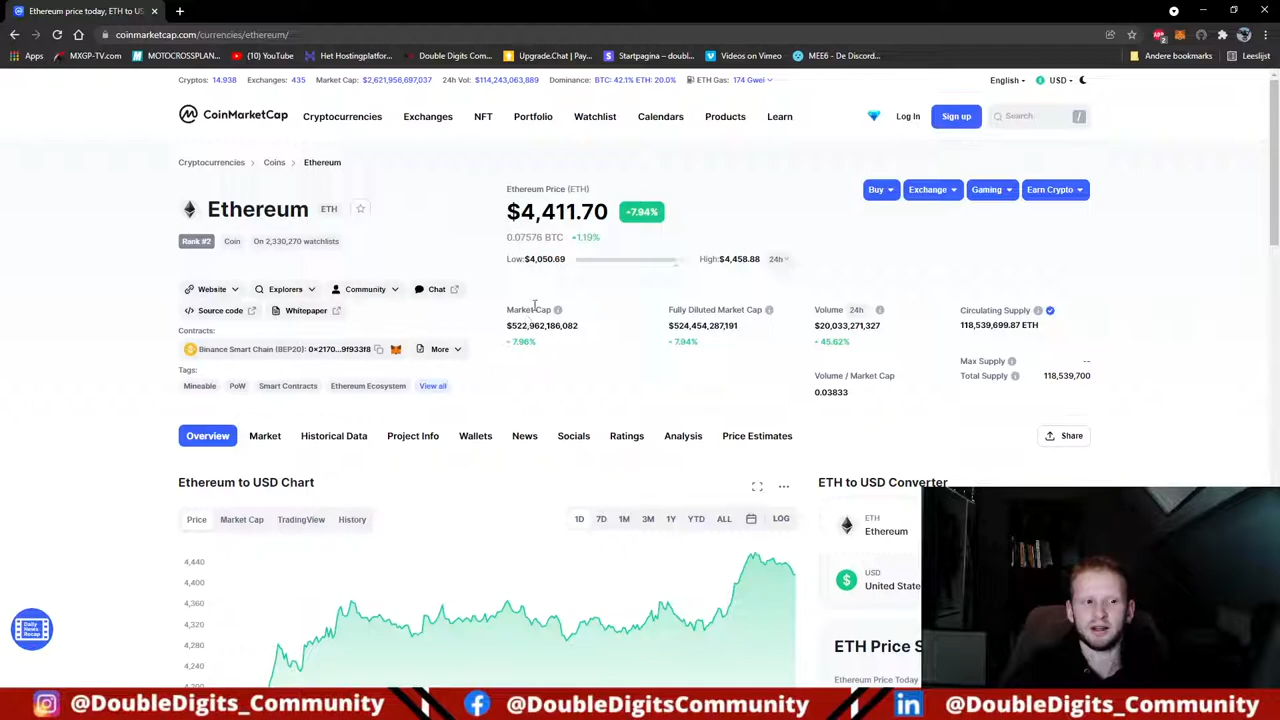 Ethereum price today, ETH to US
coinmarketcap.com/currencies/ethereum/
Apps
MXGP-TV.com
MOTOCROSSPLAN...
(10) YouTube
Het Hostingplatfor...
Double Digits Com...
Upgrade.Chat | Pay...
Startpagina – doubl...
Videos on Vimeo
MEE6 - De Discord...
Andere bookmarks
Leeslijst
Cryptos: 14.938 Exchanges: 435 Market Cap: $2,621,956,697,037 24h Vol: $114,243,063,889 Dominance: BTC: 42.1% ETH: 20.0% ETH Gas: 174 Gwei
English
USD
CoinMarketCap
Cryptocurrencies
Exchanges
NFT
Portfolio
Watchlist
Calendars
Products
Learn
Log In
Sign up
Search
/
Cryptocurrencies > Coins > Ethereum
Ethereum ETH
Rank #2
Coin
On 2,330,270 watchlists
Ethereum Price (ETH)
$4,411.70
7.94%
0.07576 BTC
1.19%
Low: $4,050.69
High: $4,458.88
24h
Buy
Exchange
Gaming
Earn Crypto
Website
Explorers
Community
Chat
Source code
Whitepaper
Contracts:
Binance Smart Chain (BEP20): 0x2170...9f933f8
More
Tags:
Mineable
PoW
Smart Contracts
Ethereum Ecosystem
View all
Market Cap
$522,962,186,082
7.96%
Fully Diluted Market Cap
$524,454,287,191
7.94%
Volume 24h
$20,033,271,327
45.62%
Volume / Market Cap
0.03833
Circulating Supply
118,539,699.87 ETH
Max Supply --
Total Supply 118,539,700
Overview
Market
Historical Data
Project Info
Wallets
News
Socials
Ratings
Analysis
Price Estimates
Share
Ethereum to USD Chart
Price
Market Cap
TradingView
History
1D
7D
1M
3M
1Y
YTD
ALL
LOG
4,440
4,400
4,360
4,320
4,280
4,240
4,200
ETH to USD Converter
ETH
Ethereum
$
USD
United State
ETH Price S
Ethereum Price Today
Daily
News
Recap
@DoubleDigits_Community
@DoubleDigitsCommunity
@DoubleDigits_Community